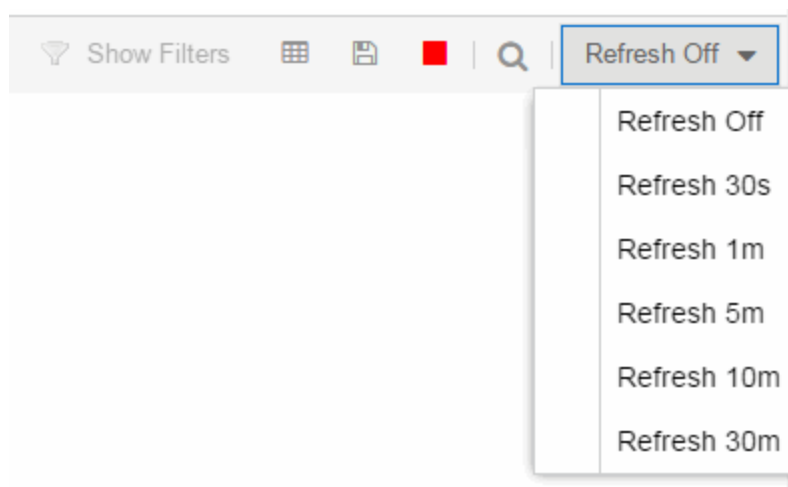 Show Filters
Refresh Off
Refresh Off
Refresh 30s
Refresh 1m
Refresh 5m
Refresh 10m
Refresh 30m